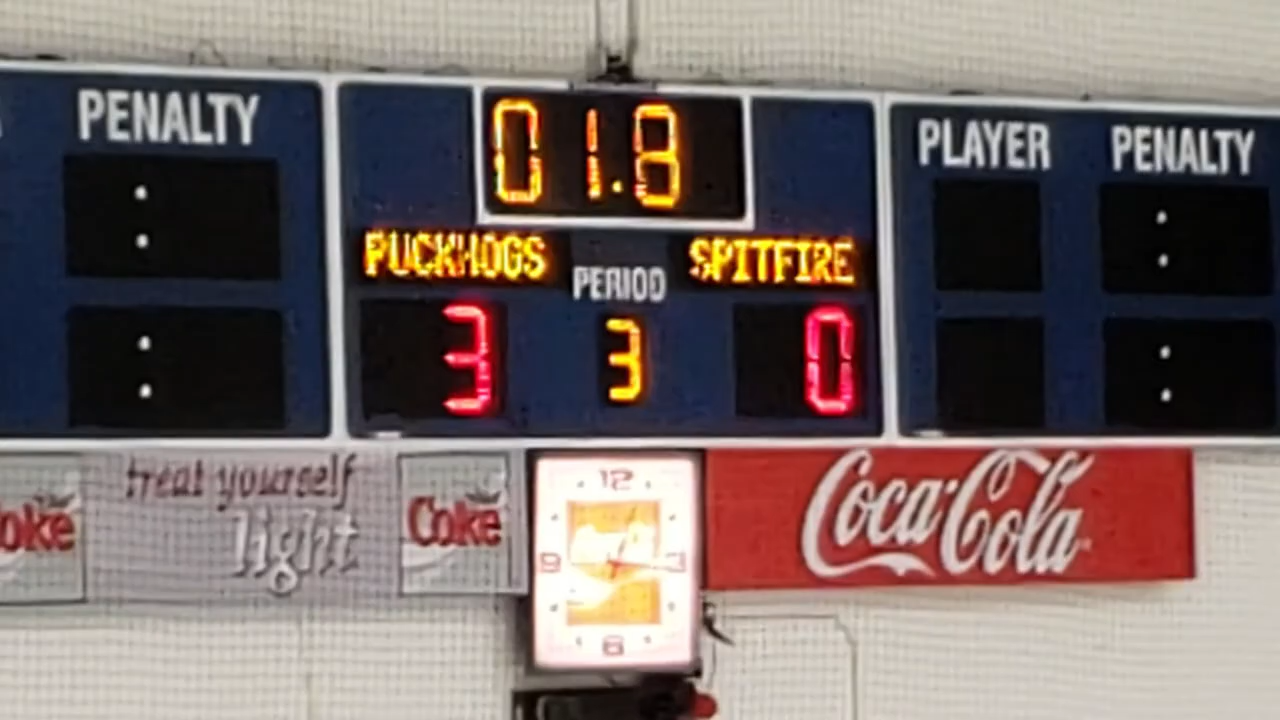 PENALTY
01.8
PLAYER PENALTY
PUCKHOGS SPITFIRE
PERIOD
3 3 0
treat yourself
light
Coke
Coke
12
3
6
9
Coca-Cola